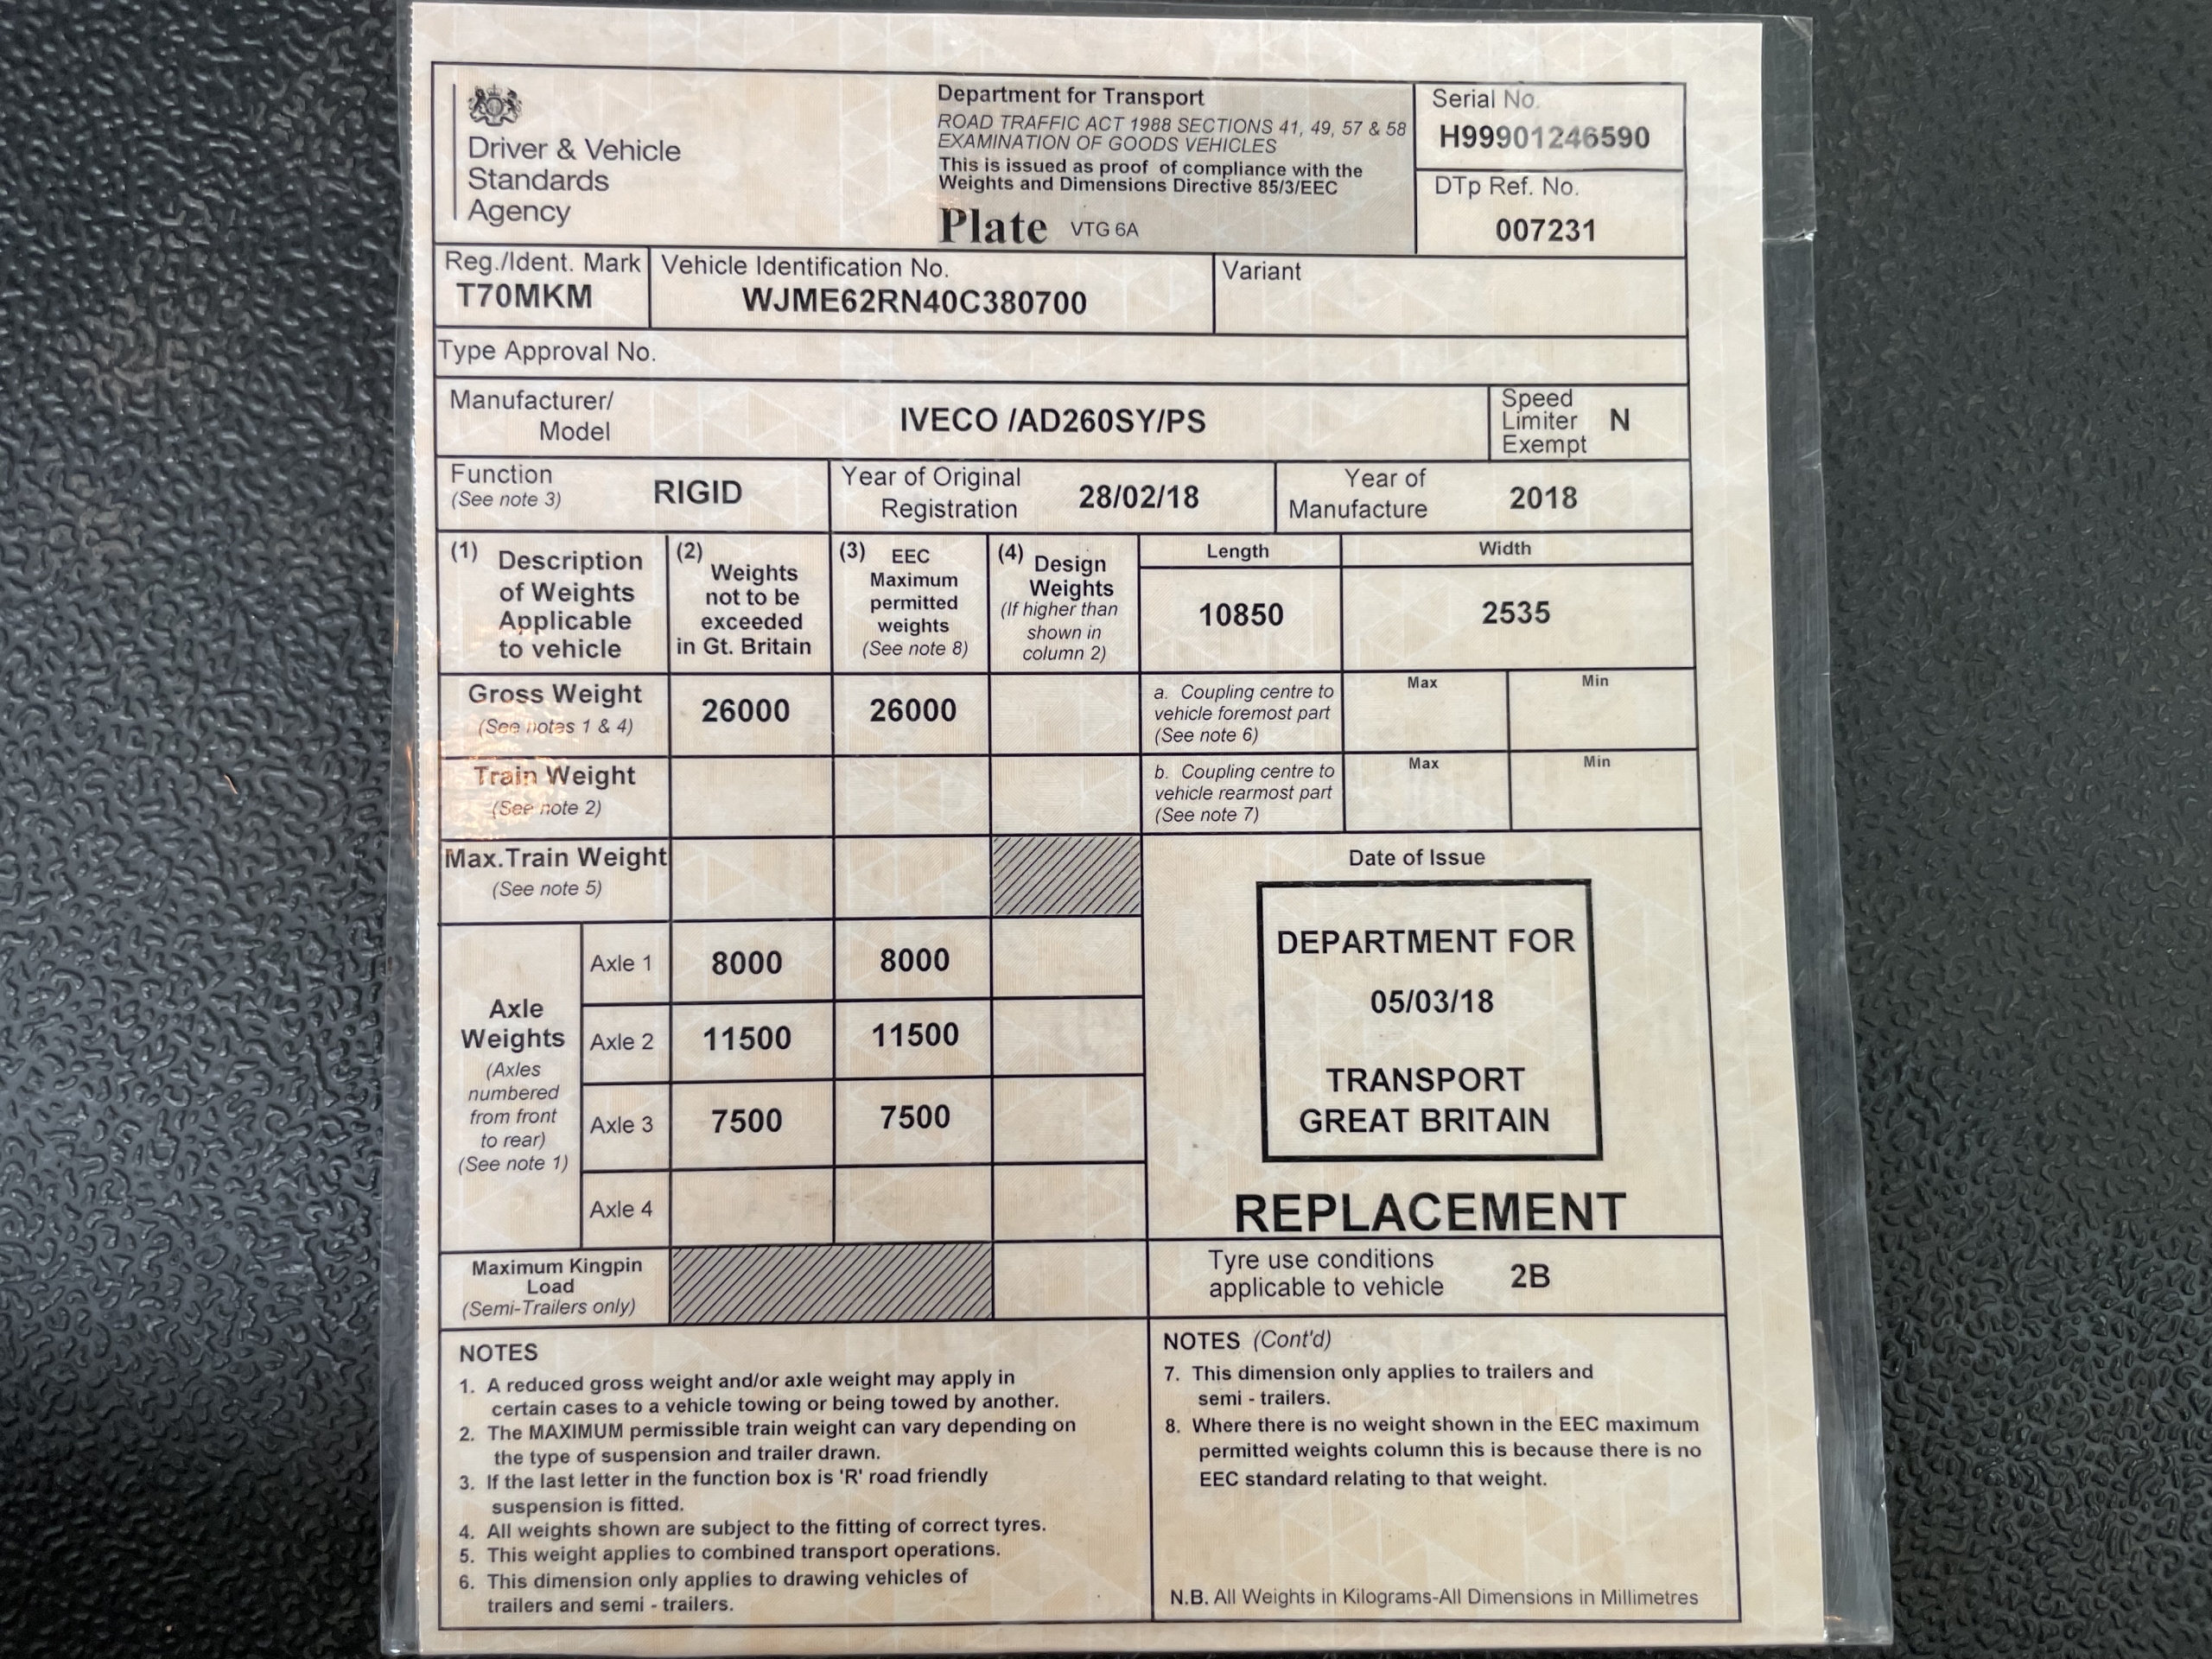 Driver & Vehicle
Standards
Agency
Department for Transport
ROAD TRAFFIC ACT 1988 SECTIONS 41, 49, 57 & 58
EXAMINATION OF GOODS VEHICLES
This is issued as proof of compliance with the
Weights and Dimensions Directive 85/3/EEC
Plate VTG 6A
Serial No.
H99901246590
DTp Ref. No.
007231
Reg./Ident. Mark
T70MKM
Vehicle Identification No.
WJME62RN40C380700
Variant
Type Approval No.
Manufacturer/
Model
IVECO /AD260SY/PS
Speed
Limiter
Exempt
N
Function
(See note 3)
RIGID
Year of Original
Registration
28/02/18
Year of
Manufacture
2018
(1) Description
of Weights
Applicable
to vehicle
(2) Weights
not to be
exceeded
in Gt. Britain
(3) EEC
Maximum
permitted
weights
(See note 8)
(4) Design
Weights
(If higher than
shown in
column 2)
Length
10850
Width
2535
Gross Weight
(See notes 1 & 4)
26000
26000
a. Coupling centre to
vehicle foremost part
(See note 6)
Max
Min
Train Weight
(See note 2)
b. Coupling centre to
vehicle rearmost part
(See note 7)
Max
Min
Max.Train Weight
(See note 5)
Axle
Weights
(Axles
numbered
from front
to rear)
(See note 1)
Axle 1
8000
8000
Axle 2
11500
11500
Axle 3
7500
7500
Axle 4
Maximum Kingpin
Load
(Semi-Trailers only)
Date of Issue
DEPARTMENT FOR
05/03/18
TRANSPORT
GREAT BRITAIN
REPLACEMENT
Tyre use conditions
applicable to vehicle
2B
NOTES
1. A reduced gross weight and/or axle weight may apply in
certain cases to a vehicle towing or being towed by another.
2. The MAXIMUM permissible train weight can vary depending on
the type of suspension and trailer drawn.
3. If the last letter in the function box is 'R' road friendly
suspension is fitted.
4. All weights shown are subject to the fitting of correct tyres.
5. This weight applies to combined transport operations.
6. This dimension only applies to drawing vehicles of
trailers and semi - trailers.
NOTES (Cont'd)
7. This dimension only applies to trailers and
semi - trailers.
8. Where there is no weight shown in the EEC maximum
permitted weights column this is because there is no
EEC standard relating to that weight.
N.B. All Weights in Kilograms-All Dimensions in Millimetres